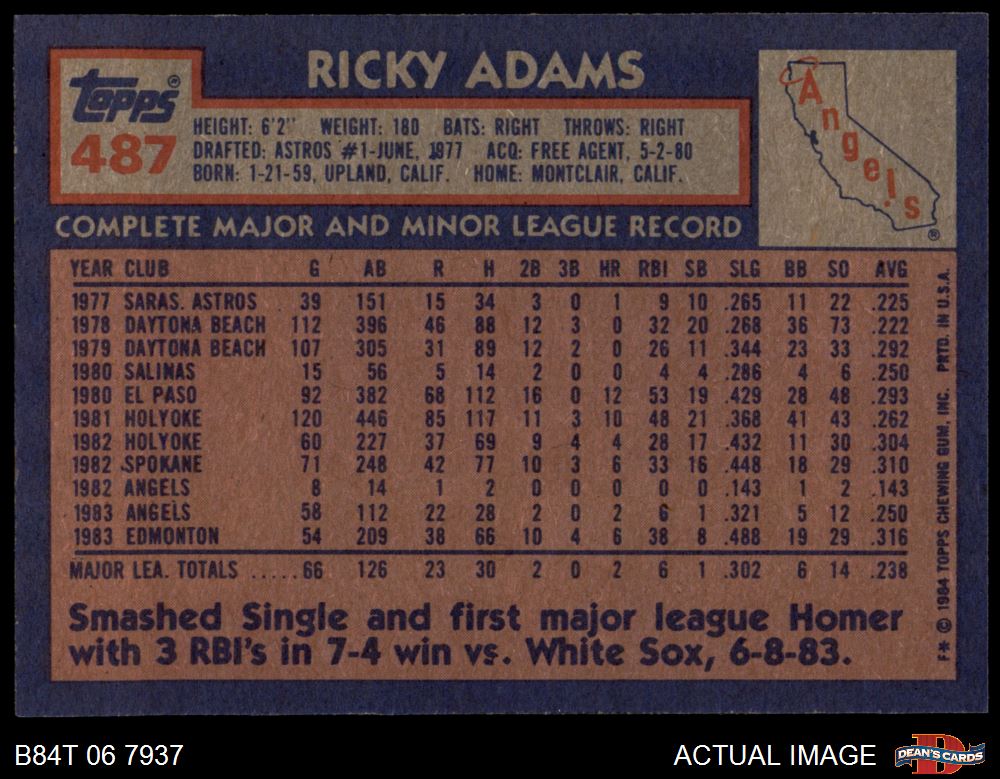 RICKY ADAMS
topps®
487
HEIGHT: 6'2" WEIGHT: 180 BATS: RIGHT THROWS: RIGHT
DRAFTED: ASTROS #1-JUNE, 1977 ACQ: FREE AGENT, 5-2-80
BORN: 1-21-59, UPLAND, CALIF. HOME: MONTCLAIR, CALIF.
Angels
®
COMPLETE MAJOR AND MINOR LEAGUE RECORD
YEAR CLUB G AB R H 2B 3B HR RBI SB SLG BB SO AVG
1977 SARAS. ASTROS 39 151 15 34 3 0 1 9 10 .265 11 22 .225
1978 DAYTONA BEACH 112 396 46 88 12 3 0 32 20 .268 36 73 .222
1979 DAYTONA BEACH 107 305 31 89 12 2 0 26 11 .344 23 33 .292
1980 SALINAS 15 56 5 14 2 0 0 4 4 .286 4 6 .250
1980 EL PASO 92 382 68 112 16 0 12 53 19 .429 28 48 .293
1981 HOLYOKE 120 446 85 117 11 3 10 48 21 .368 41 43 .262
1982 HOLYOKE 60 227 37 69 9 4 4 28 17 .432 11 30 .304
1982 SPOKANE 71 248 42 77 10 3 6 33 16 .448 18 29 .310
1982 ANGELS 8 14 1 2 0 0 0 0 0 .143 1 2 .143
1983 ANGELS 58 112 22 28 2 0 2 6 1 .321 5 12 .250
1983 EDMONTON 54 209 38 66 10 4 6 38 8 .488 19 29 .316
MAJOR LEA. TOTALS .....66 126 23 30 2 0 2 6 1 .302 6 14 .238
Smashed Single and first major league Homer
with 3 RBI's in 7-4 win vs. White Sox, 6-8-83.
F* © 1984 TOPPS CHEWING GUM, INC. PRTD. IN U.S.A.
B84T 06 7937
ACTUAL IMAGE
DEAN'S CARDS